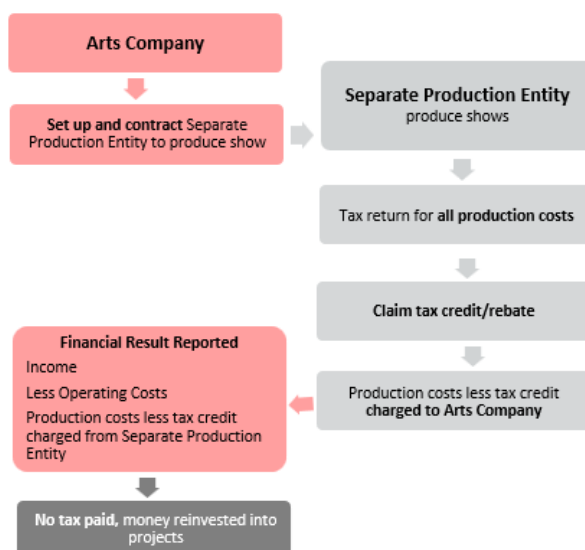 Arts Company
Set up and contract Separate
Production Entity to produce show
Separate Production Entity
produce shows
Tax return for all production costs
Claim tax credit/rebate
Production costs less tax credit
charged to Arts Company
Financial Result Reported
Income
Less Operating Costs
Production costs less tax credit
charged from Separate Production
Entity
No tax paid, money reinvested into
projects